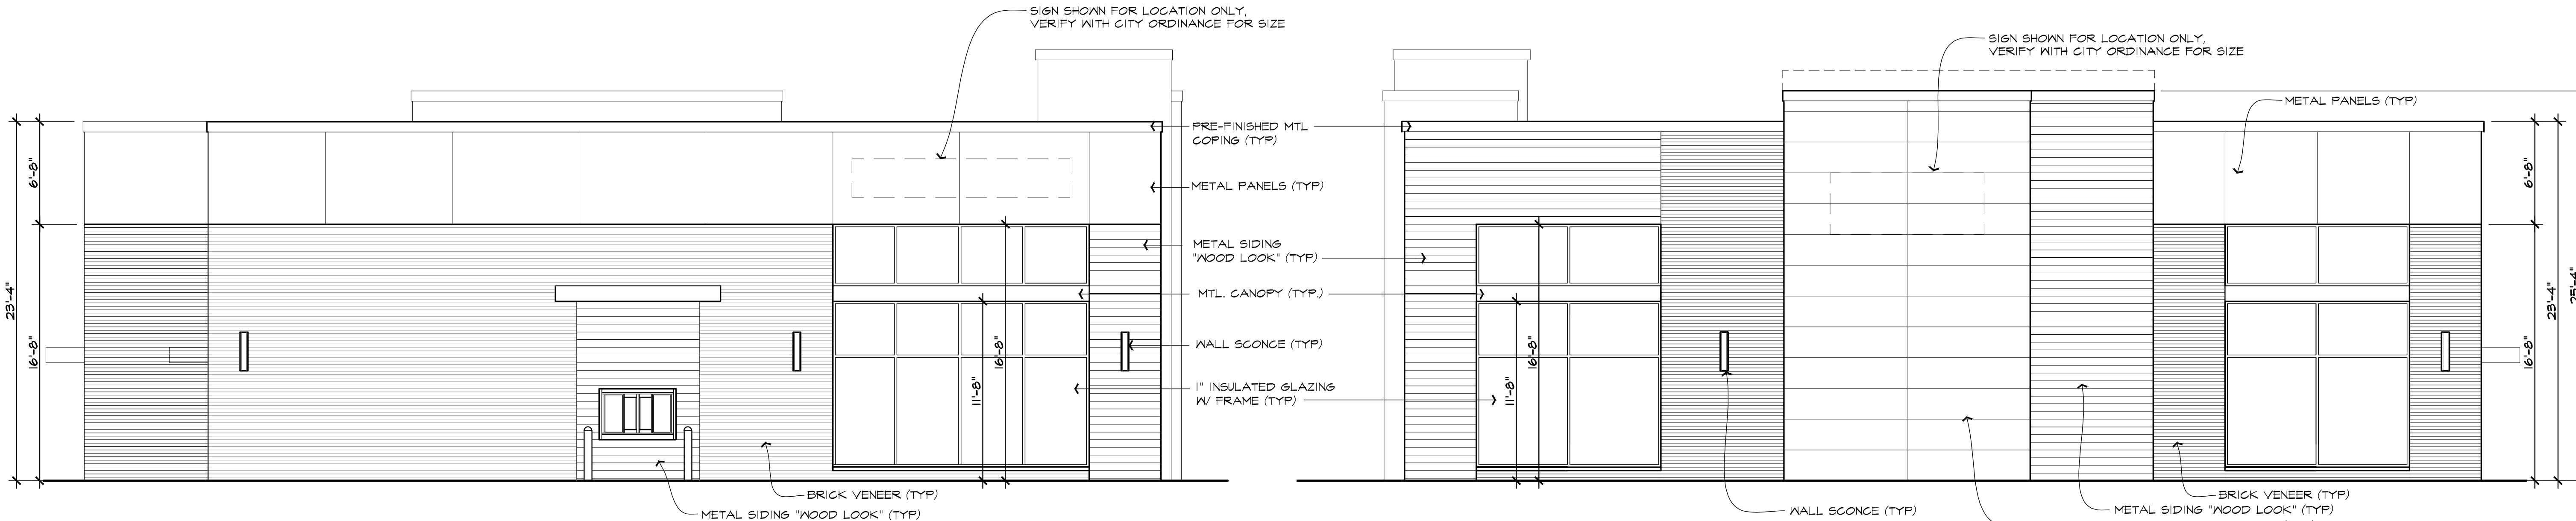 SIGN SHOWN FOR LOCATION ONLY,
VERIFY WITH CITY ORDINANCE FOR SIZE
SIGN SHOWN FOR LOCATION ONLY,
VERIFY WITH CITY ORDINANCE FOR SIZE
METAL PANELS (TYP)
PRE-FINISHED MTL
COPING (TYP)
METAL PANELS (TYP)
METAL SIDING
"WOOD LOOK" (TYP)
MTL. CANOPY (TYP.)
WALL SCONCE (TYP)
1" INSULATED GLAZING
W/ FRAME (TYP)
23'-4"
6'-8"
16'-8"
11'-8"
16'-8"
11'-8"
16'-8"
6'-8"
16'-8"
23'-4"
25'-4"
BRICK VENEER (TYP)
METAL SIDING "WOOD LOOK" (TYP)
WALL SCONCE (TYP)
BRICK VENEER (TYP)
METAL SIDING "WOOD LOOK" (TYP)